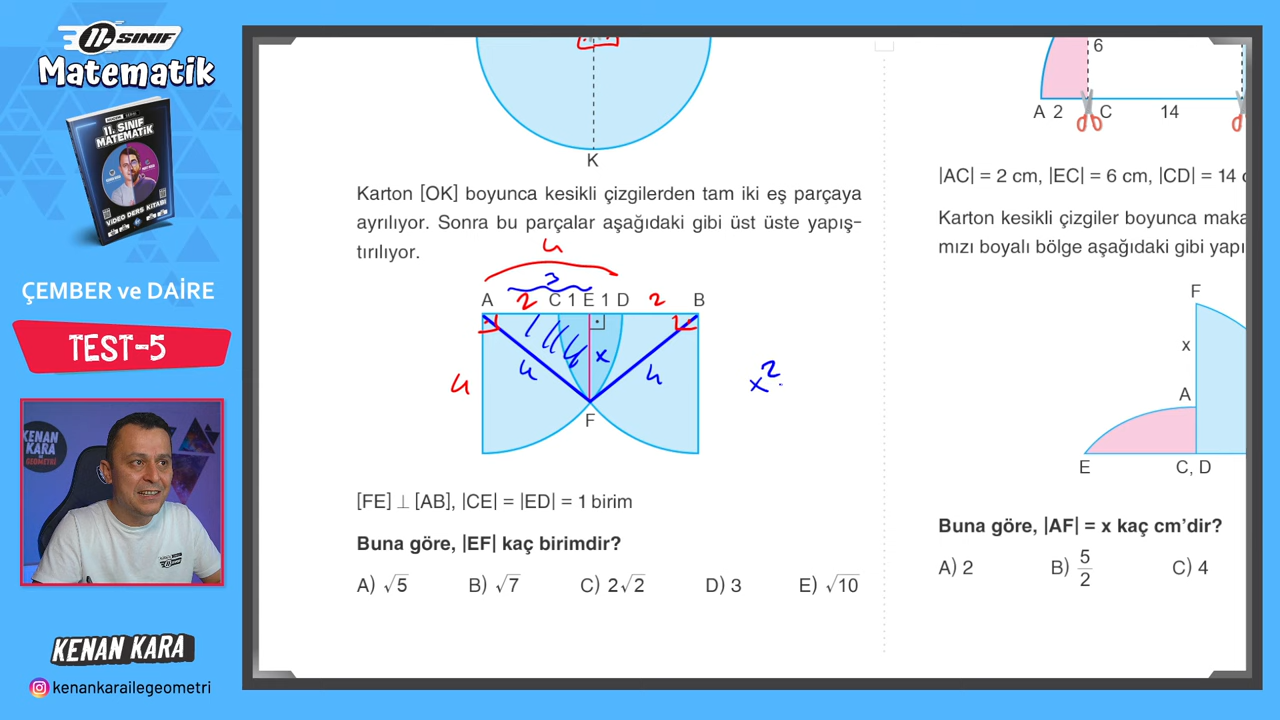 11. SINIF
Matematik
11. SINIF
MATEMATİK
VİDEO DERS KİTABI
ÇEMBER ve DAİRE
TEST-5
KENAN
KARA
GEOMETRİ
KENAN KARA
kenankarailegeometri
K
Karton [OK] boyunca kesikli çizgilerden tam iki eş parçaya
ayrılıyor. Sonra bu parçalar aşağıdaki gibi üst üste yapış-
tırılıyor.
4
3
A 2 C 1 E 1 D 2 B
4 4 x 4
F
x²
[FE] ⊥ [AB], |CE| = |ED| = 1 birim
Buna göre, |EF| kaç birimdir?
A) √5 B) √7 C) 2√2 D) 3 E) √10
6
A 2 C 14
|AC| = 2 cm, |EC| = 6 cm, |CD| = 14 c
Karton kesikli çizgiler boyunca maka
mızı boyalı bölge aşağıdaki gibi yapı
F
x
A
E C, D
Buna göre, |AF| = x kaç cm'dir?
A) 2 B) 5/2 C) 4